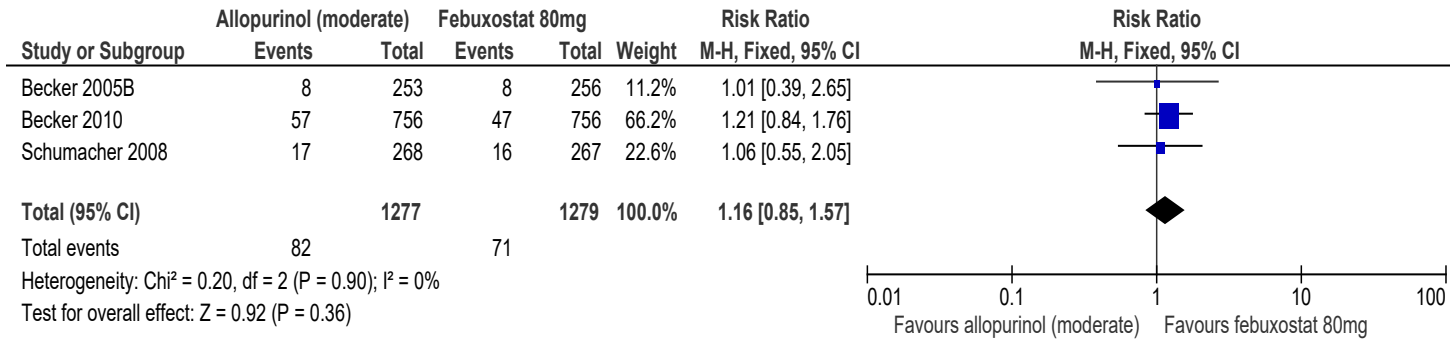 Allopurinol (moderate) Febuxostat 80mg Risk Ratio Risk Ratio
Study or Subgroup Events Total Events Total Weight M-H, Fixed, 95% CI M-H, Fixed, 95% CI
Becker 2005B 8 253 8 256 11.2% 1.01 [0.39, 2.65]
Becker 2010 57 756 47 756 66.2% 1.21 [0.84, 1.76]
Schumacher 2008 17 268 16 267 22.6% 1.06 [0.55, 2.05]
Total (95% CI) 1277 1279 100.0% 1.16 [0.85, 1.57]
Total events 82 71
Heterogeneity: Chi² = 0.20, df = 2 (P = 0.90); I² = 0%
Test for overall effect: Z = 0.92 (P = 0.36)
0.01 0.1 1 10 100
Favours allopurinol (moderate) Favours febuxostat 80mg